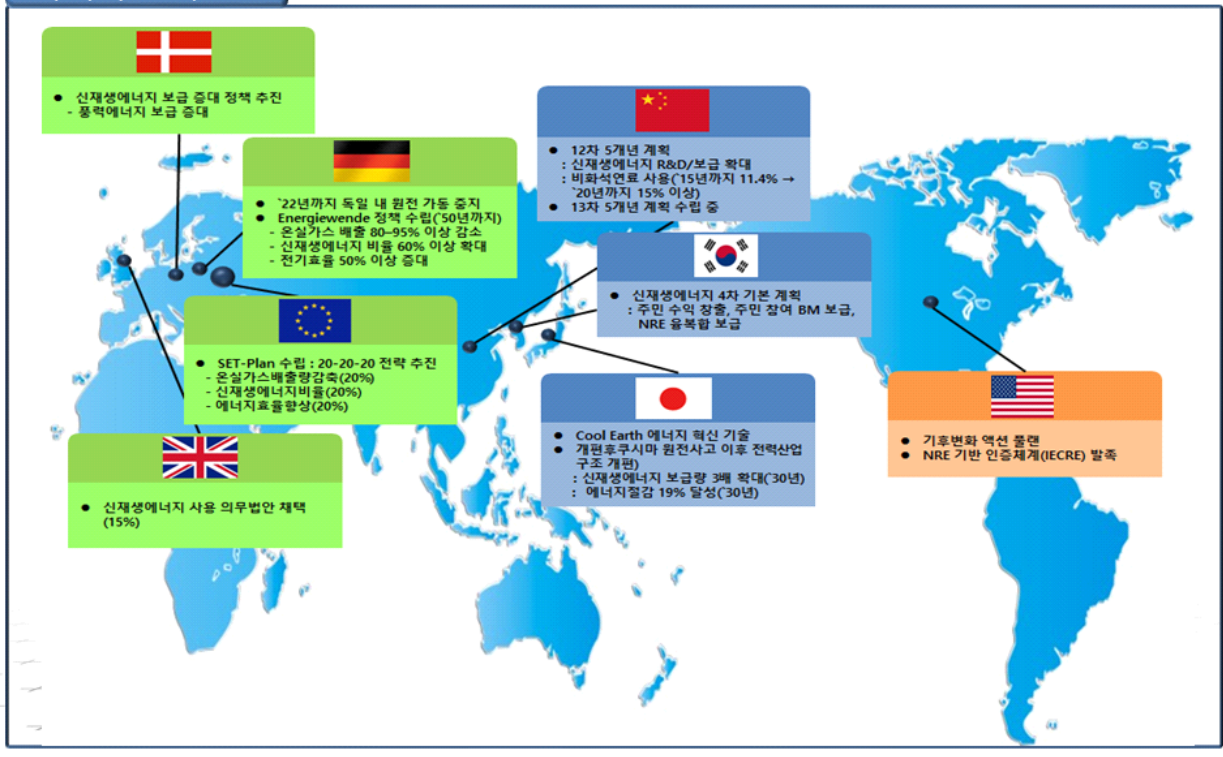 ● 신재생에너지 보급 증대 정책 추진
- 풍력에너지 보급 증대
● `22년까지 독일 내 원전 가동 중지
● Energiewende 정책 수립(`50년까지)
- 온실가스 배출 80–95% 이상 감소
- 신재생에너지 비율 60% 이상 확대
- 전기효율 50% 이상 증대
● 12차 5개년 계획
: 신재생에너지 R&D/보급 확대
: 비화석연료 사용(`15년까지 11.4% →
`20년까지 15% 이상)
● 13차 5개년 계획 수립 중
● 신재생에너지 4차 기본 계획
: 주민 수익 창출, 주민 참여 BM 보급,
NRE 융복합 보급
● SET-Plan 수립 : 20-20-20 전략 추진
- 온실가스배출량감축(20%)
- 신재생에너지비율(20%)
- 에너지효율향상(20%)
● Cool Earth 에너지 혁신 기술
● 개편후쿠시마 원전사고 이후 전력산업
구조 개편)
: 신재생에너지 보급량 3배 확대(`30년)
: 에너지절감 19% 달성(`30년)
● 기후변화 액션 플랜
● NRE 기반 인증체계(IECRE) 발족
● 신재생에너지 사용 의무법안 채택
(15%)